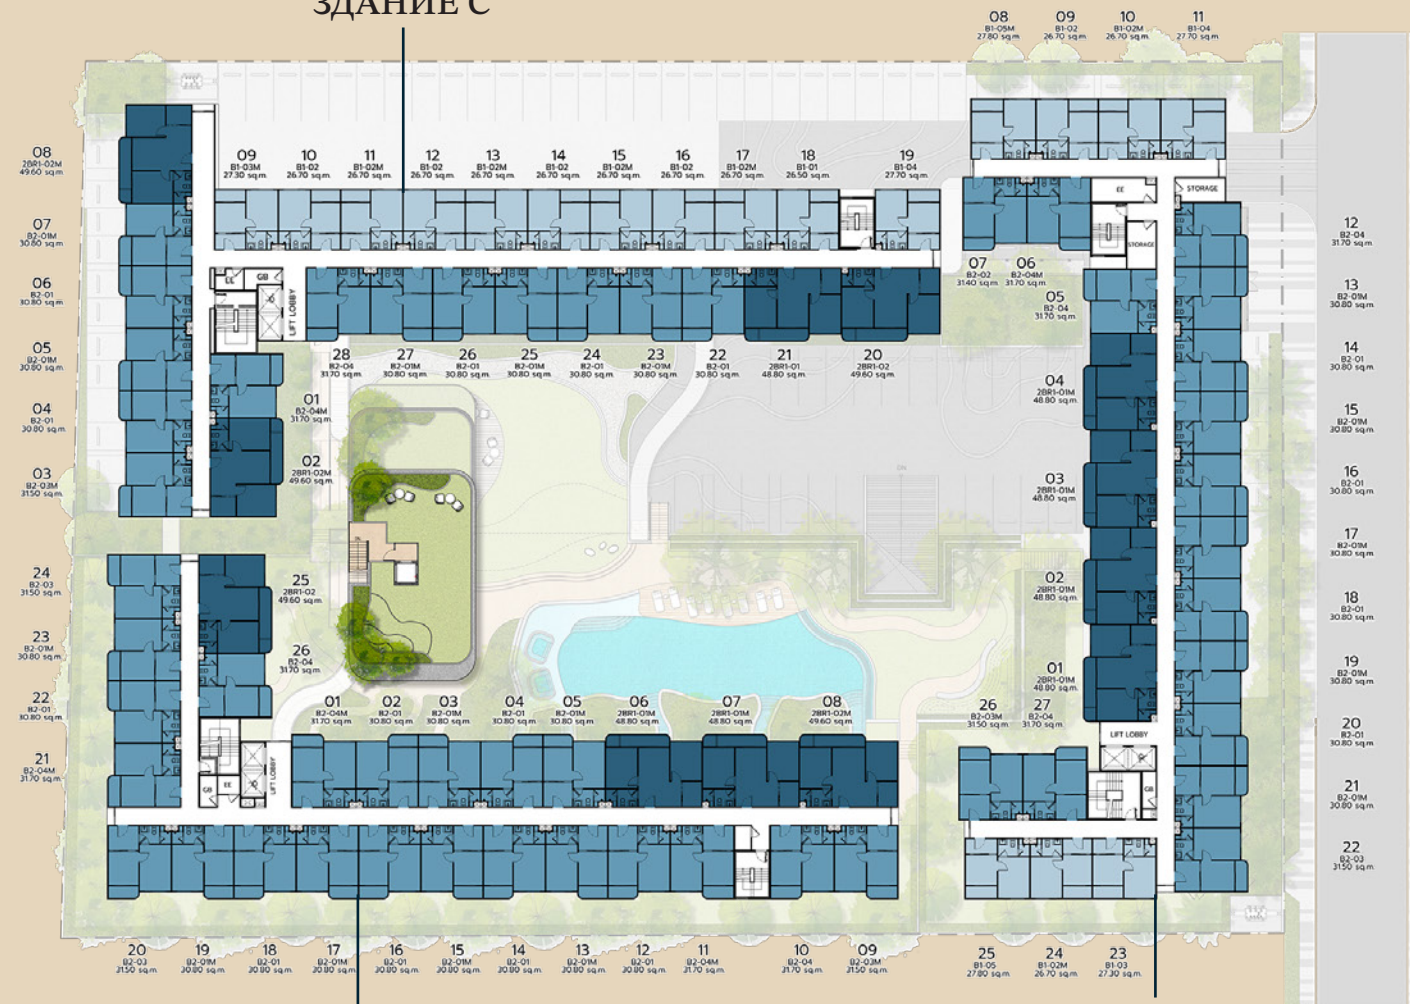 ЗДАНИЕ C
08
B1-05M
27.80 sq.m.
09
B1-02
26.70 sq.m.
10
B1-02M
26.70 sq.m.
11
B1-04
27.70 sq.m.
08
2BR1-02M
49.60 sq.m.
07
B2-01M
30.80 sq.m.
06
B2-01
30.80 sq.m.
05
B2-01M
30.80 sq.m.
04
B2-01
30.80 sq.m.
03
B2-03M
31.50 sq.m.
09
B1-03M
27.30 sq.m.
10
B1-02
26.70 sq.m.
11
B1-02M
26.70 sq.m.
12
B1-02
26.70 sq.m.
13
B1-02M
26.70 sq.m.
14
B1-02
26.70 sq.m.
15
B1-02M
26.70 sq.m.
16
B1-02
26.70 sq.m.
17
B1-02M
26.70 sq.m.
18
B1-01
26.50 sq.m.
19
B1-04
27.70 sq.m.
EE
GB
LIFT LOBBY
EE
STORAGE
STORAGE
07
B2-02
31.40 sq.m.
06
B2-04M
31.70 sq.m.
05
B2-04
31.70 sq.m.
04
2BR1-01M
48.80 sq.m.
03
2BR1-01M
48.80 sq.m.
02
2BR1-01M
48.80 sq.m.
01
2BR1-01M
48.80 sq.m.
12
B2-04
31.70 sq.m.
13
B2-01M
30.80 sq.m.
14
B2-01
30.80 sq.m.
15
B2-01M
30.80 sq.m.
16
B2-01
30.80 sq.m.
17
B2-01M
30.80 sq.m.
18
B2-01
30.80 sq.m.
19
B2-01M
30.80 sq.m.
20
B2-01
30.80 sq.m.
21
B2-01M
30.80 sq.m.
22
B2-03
31.50 sq.m.
28
B2-04
31.70 sq.m.
27
B2-01M
30.80 sq.m.
26
B2-01
30.80 sq.m.
25
B2-01M
30.80 sq.m.
24
B2-01
30.80 sq.m.
23
B2-01M
30.80 sq.m.
22
B2-01
30.80 sq.m.
21
2BR1-01
48.80 sq.m.
20
2BR1-02
49.60 sq.m.
01
B2-04M
31.70 sq.m.
02
2BR1-02M
49.60 sq.m.
24
B2-03
31.50 sq.m.
23
B2-01M
30.80 sq.m.
22
B2-01
30.80 sq.m.
21
B2-04M
31.70 sq.m.
25
2BR1-02
49.60 sq.m.
26
B2-04
31.70 sq.m.
01
B2-04M
31.70 sq.m.
02
B2-01
30.80 sq.m.
03
B2-01M
30.80 sq.m.
04
B2-01
30.80 sq.m.
05
B2-01M
30.80 sq.m.
06
2BR1-01M
48.80 sq.m.
07
2BR1-01M
48.80 sq.m.
08
2BR1-02M
49.60 sq.m.
26
B2-03M
31.50 sq.m.
27
B2-04
31.70 sq.m.
LIFT LOBBY
GB
GB
EE
LIFT LOBBY
20
B2-03
31.50 sq.m.
19
B2-01M
30.80 sq.m.
18
B2-01
30.80 sq.m.
17
B2-01M
30.80 sq.m.
16
B2-01
30.80 sq.m.
15
B2-01M
30.80 sq.m.
14
B2-01
30.80 sq.m.
13
B2-01M
30.80 sq.m.
12
B2-01
30.80 sq.m.
11
B2-04M
31.70 sq.m.
10
B2-04
31.70 sq.m.
09
B2-03M
31.50 sq.m.
25
B1-05
27.80 sq.m.
24
B1-02M
26.70 sq.m.
23
B1-03
27.30 sq.m.